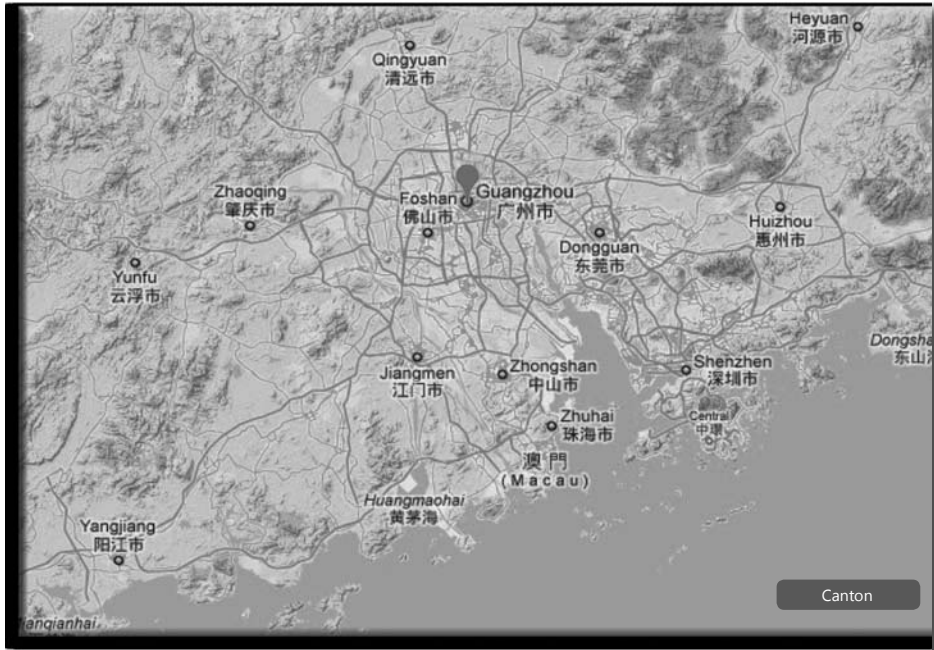 Heyuan
河源市
Qingyuan
清远市
Zhaoqing
肇庆市
Foshan
佛山市
Guangzhou
广州市
Huizhou
惠州市
Dongguan
东莞市
Yunfu
云浮市
Dongsha
东山
Shenzhen
深圳市
Zhongshan
中山市
Jiangmen
江门市
Central
中環
Zhuhai
珠海市
澳門
(Macau)
Huangmaohai
黄茅海
Yangjiang
阳江市
Canton
anqianhai